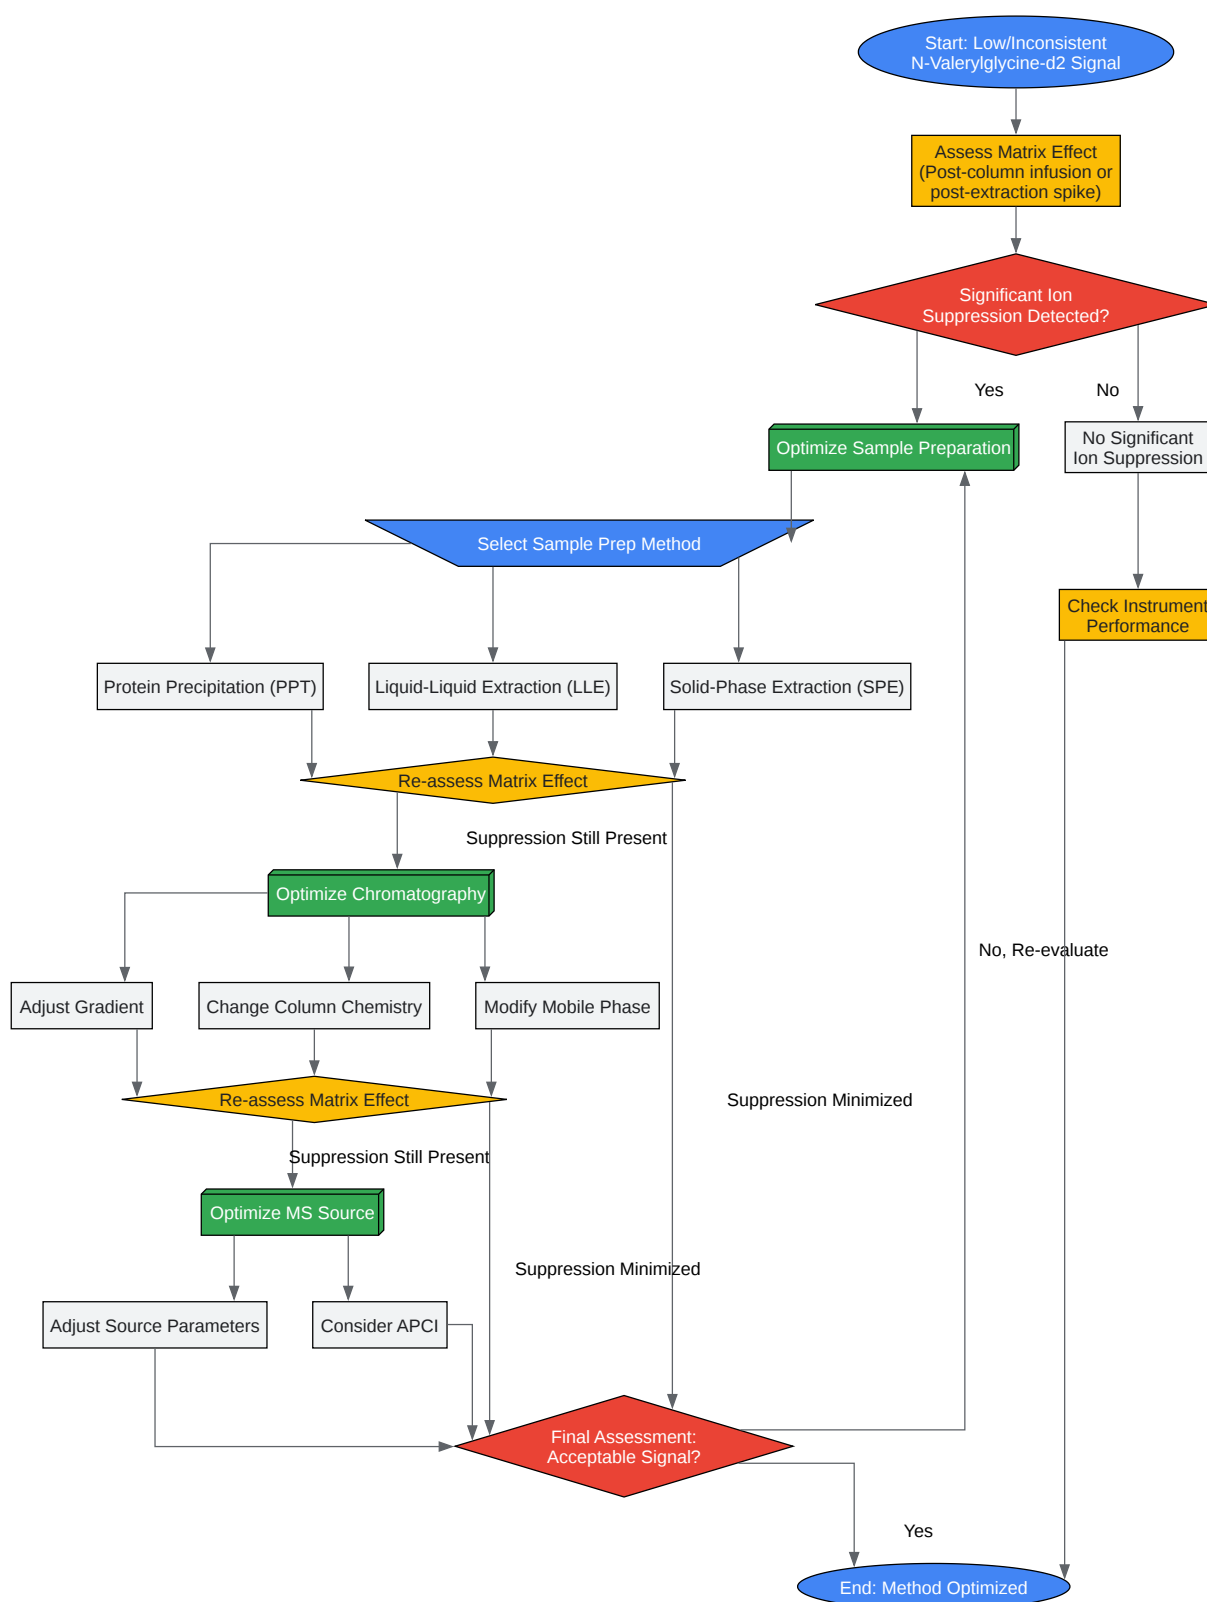 Start: Low/Inconsistent
N-Valerylglycine-d2 Signal
Assess Matrix Effect
(Post-column infusion or
post-extraction spike)
Significant Ion
Suppression Detected?
Yes
No
Optimize Sample Preparation
No Significant
Ion Suppression
Select Sample Prep Method
Check Instrument
Performance
Protein Precipitation (PPT)
Liquid-Liquid Extraction (LLE)
Solid-Phase Extraction (SPE)
Re-assess Matrix Effect
Suppression Still Present
Optimize Chromatography
No, Re-evaluate
Adjust Gradient
Change Column Chemistry
Modify Mobile Phase
Re-assess Matrix Effect
Suppression Minimized
Suppression Still Present
Optimize MS Source
Suppression Minimized
Adjust Source Parameters
Consider APCI
Final Assessment:
Acceptable Signal?
Yes
End: Method Optimized